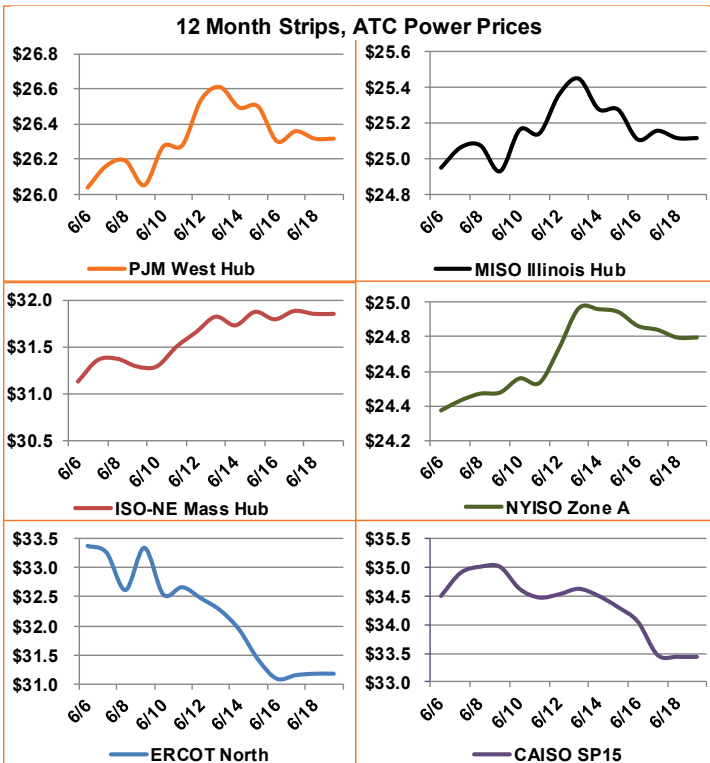 12 Month Strips, ATC Power Prices
$26.8
$26.6
$26.4
$26.2
$26.0
6/6 6/8 6/10 6/12 6/14 6/16 6/18
PJM West Hub
$25.6
$25.4
$25.2
$25.0
$24.8
6/6 6/8 6/10 6/12 6/14 6/16 6/18
MISO Illinois Hub
$32.0
$31.5
$31.0
$30.5
6/6 6/8 6/10 6/12 6/14 6/16 6/18
ISO-NE Mass Hub
$25.0
$24.8
$24.6
$24.4
$24.2
6/6 6/8 6/10 6/12 6/14 6/16 6/18
NYISO Zone A
$33.5
$33.0
$32.5
$32.0
$31.5
$31.0
6/6 6/8 6/10 6/12 6/14 6/16 6/18
ERCOT North
$35.5
$35.0
$34.5
$34.0
$33.5
$33.0
6/6 6/8 6/10 6/12 6/14 6/16 6/18
CAISO SP15